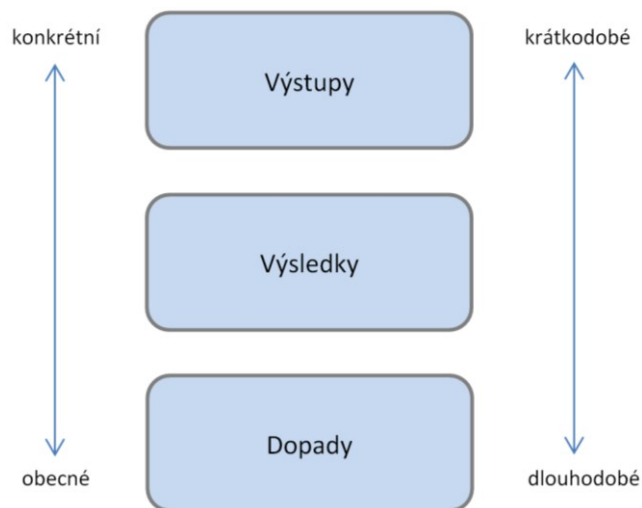 konkrétní
krátkodobé
Výstupy
Výsledky
Dopady
obecné
dlouhodobé